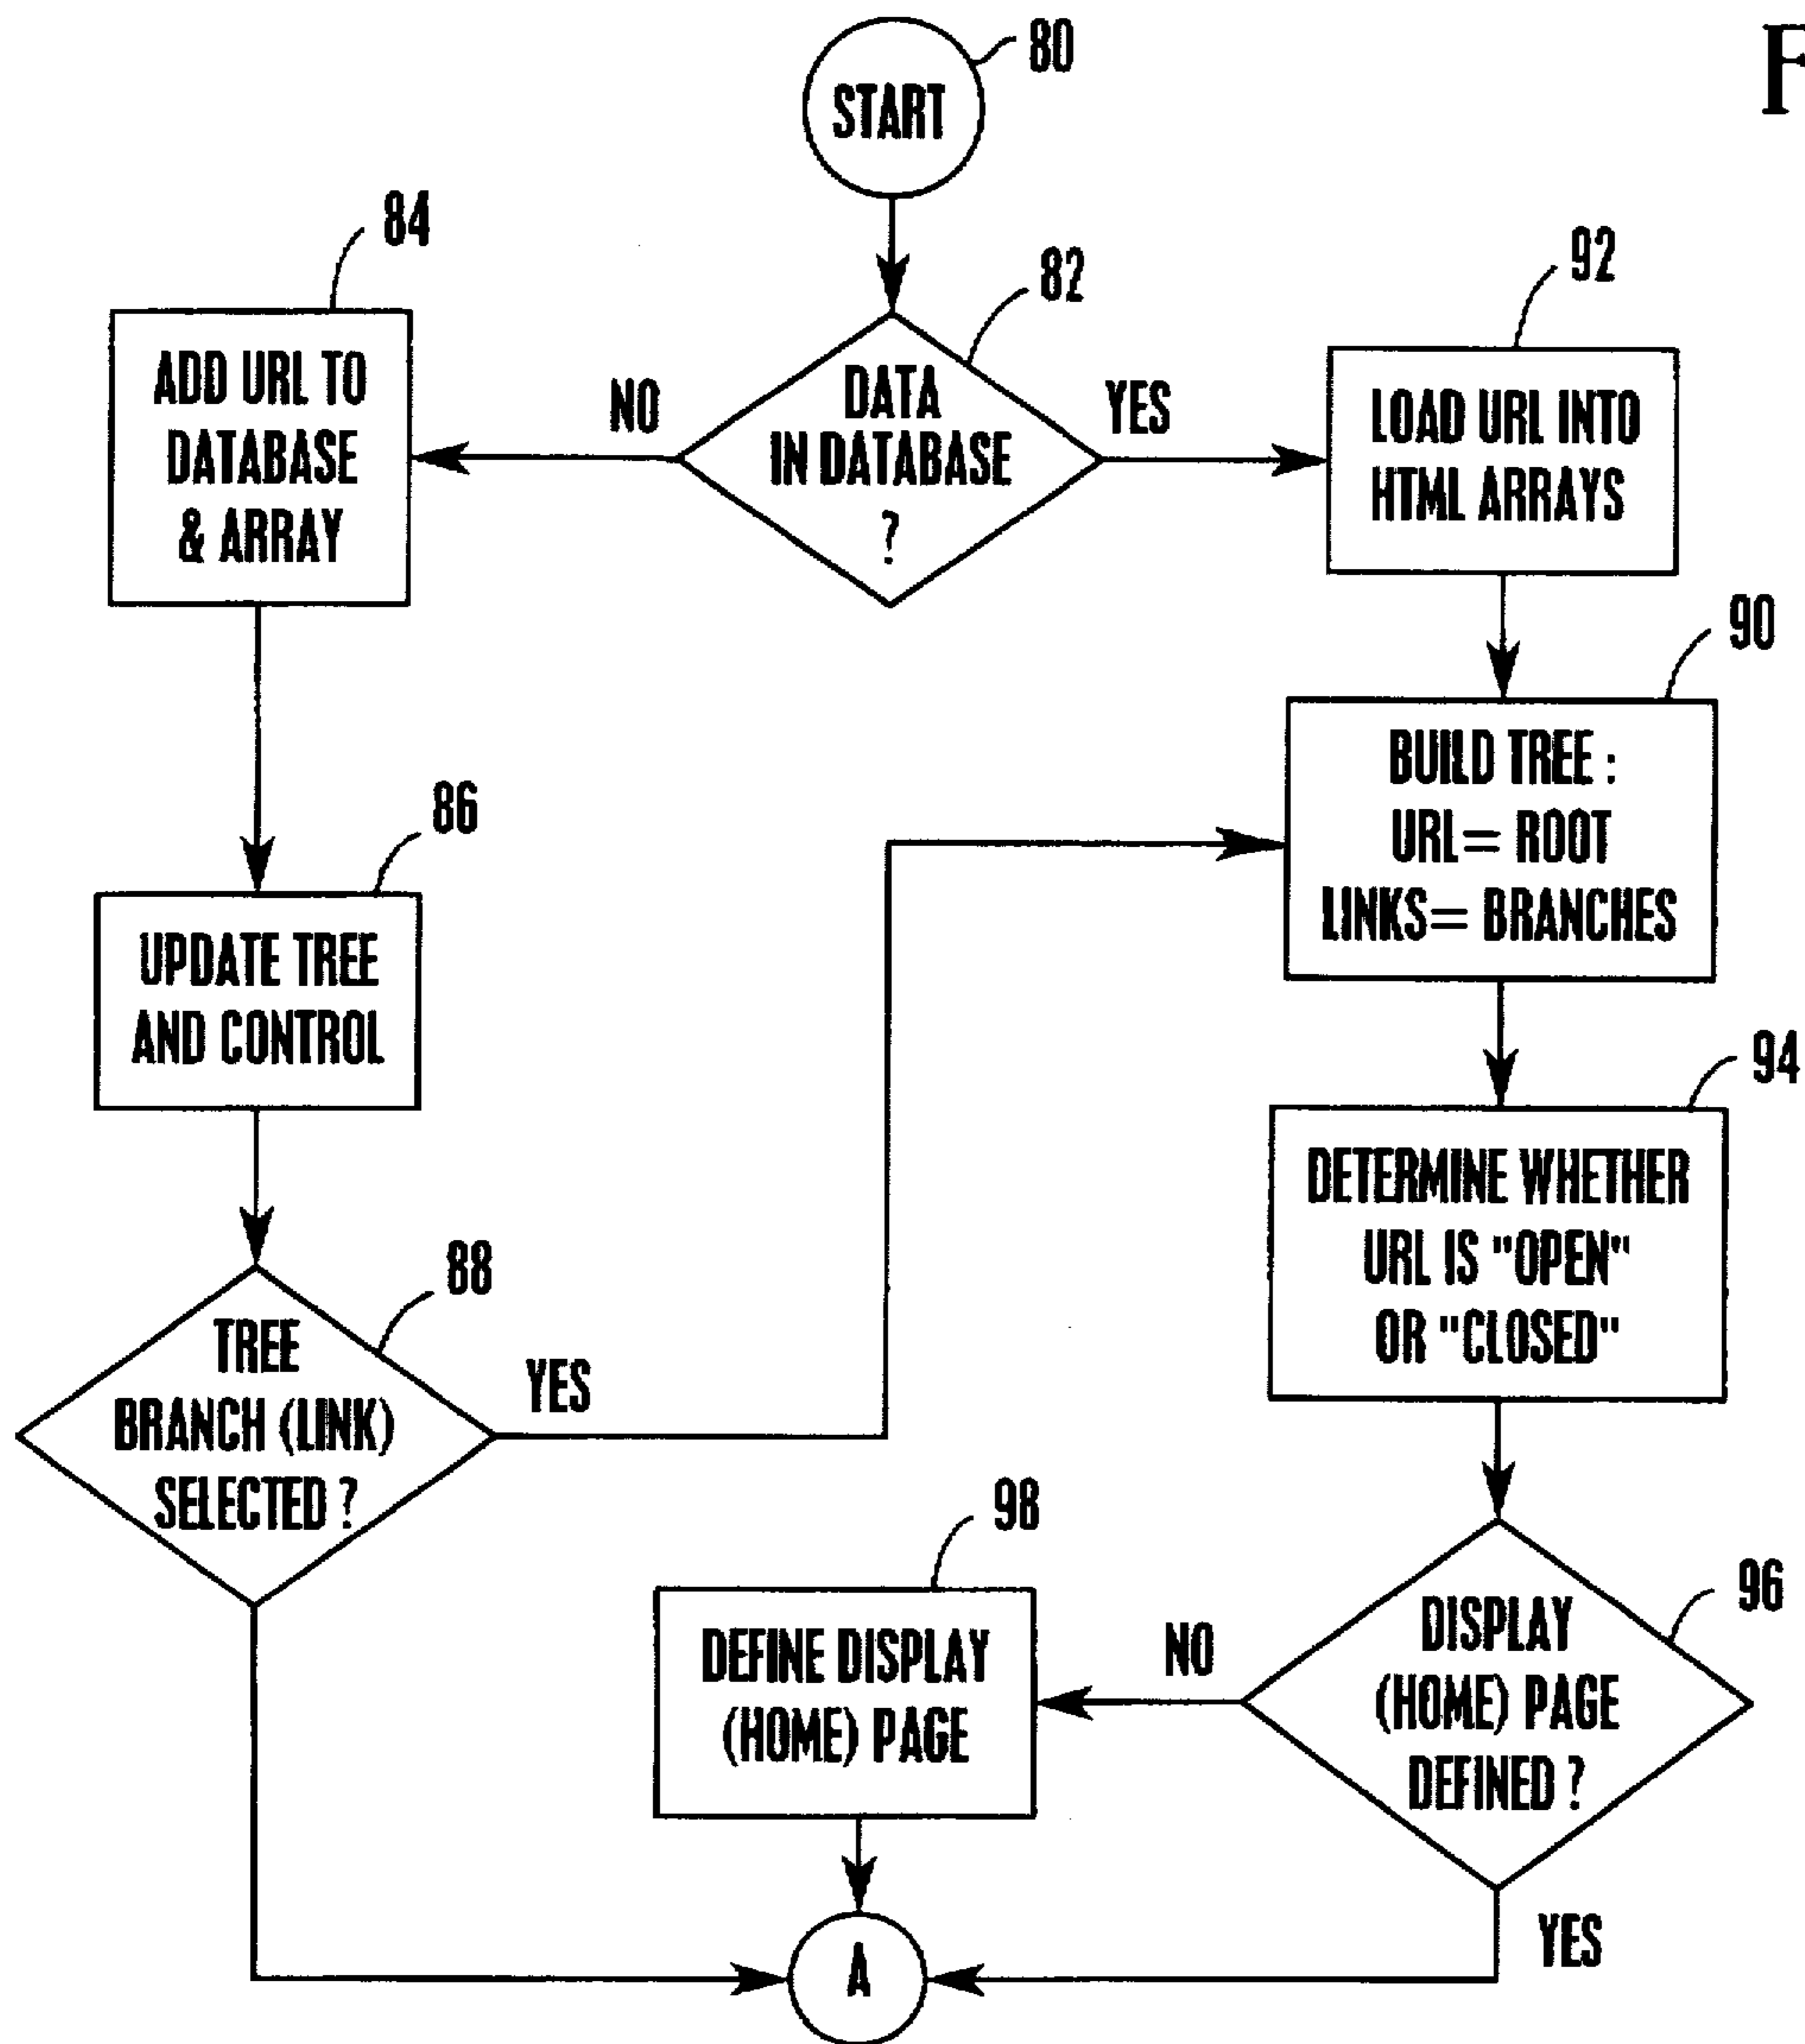 F
80
START
84
82
92
ADD URL TO
DATABASE
& ARRAY
NO
DATA
IN DATABASE
?
YES
LOAD URL INTO
HTML ARRAYS
90
BUILD TREE :
URL= ROOT
LINKS= BRANCHES
86
UPDATE TREE
AND CONTROL
94
DETERMINE WHETHER
URL IS "OPEN"
OR "CLOSED"
88
TREE
BRANCH (LINK)
SELECTED ?
YES
98
DEFINE DISPLAY
(HOME) PAGE
NO
96
DISPLAY
(HOME) PAGE
DEFINED ?
YES
A